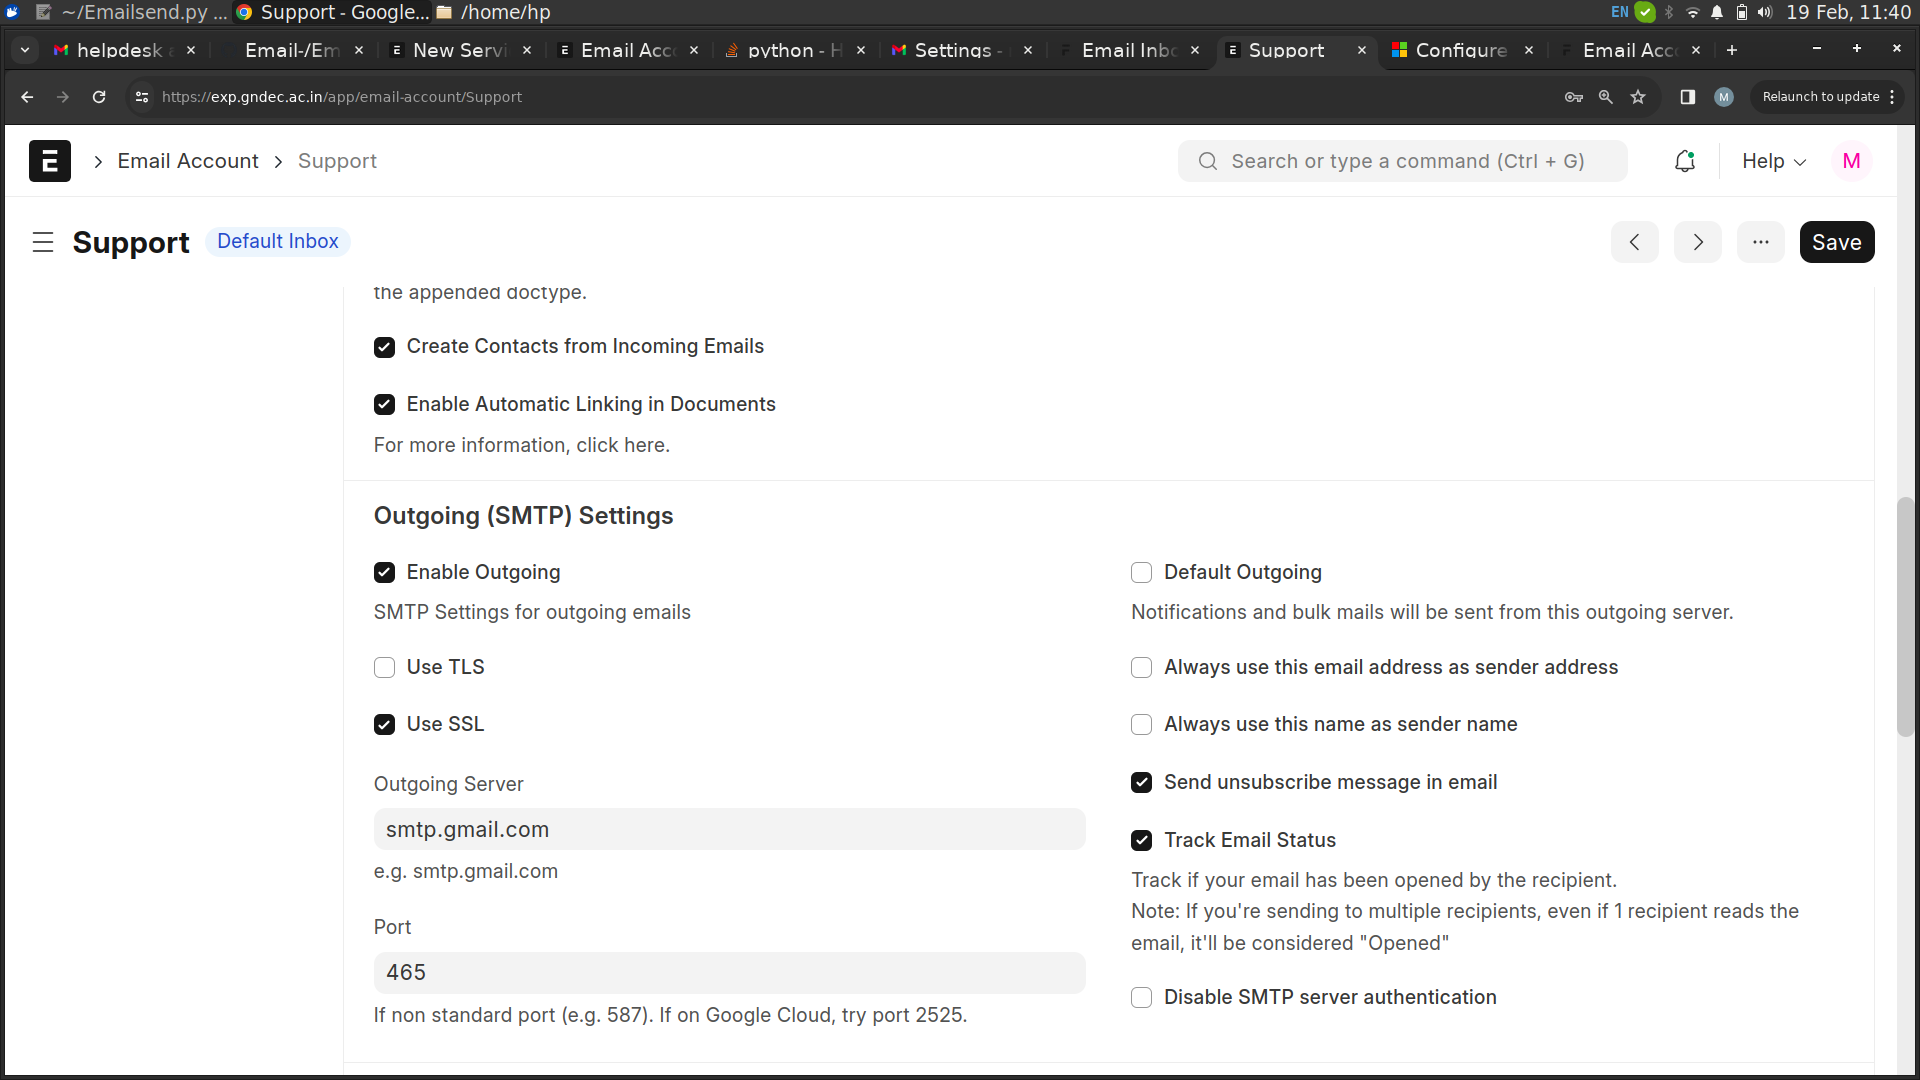 ~/Emailsend.py ...
Support - Google...
/home/hp
EN
19 Feb, 11:40
helpdesk
Email-/Em
New Servi
Email Acc
python - H
Settings -
Email Inbo
Support
Configure
Email Acc
https://exp.gndec.ac.in/app/email-account/Support
M
Relaunch to update
E
Email Account
Support
Search or type a command (Ctrl + G)
Help
M
Support
Default Inbox
Save
the appended doctype.
Create Contacts from Incoming Emails
Enable Automatic Linking in Documents
For more information, click here.
Outgoing (SMTP) Settings
Enable Outgoing
SMTP Settings for outgoing emails
Use TLS
Use SSL
Outgoing Server
smtp.gmail.com
e.g. smtp.gmail.com
Port
465
If non standard port (e.g. 587). If on Google Cloud, try port 2525.
Default Outgoing
Notifications and bulk mails will be sent from this outgoing server.
Always use this email address as sender address
Always use this name as sender name
Send unsubscribe message in email
Track Email Status
Track if your email has been opened by the recipient.
Note: If you're sending to multiple recipients, even if 1 recipient reads the
email, it'll be considered "Opened"
Disable SMTP server authentication